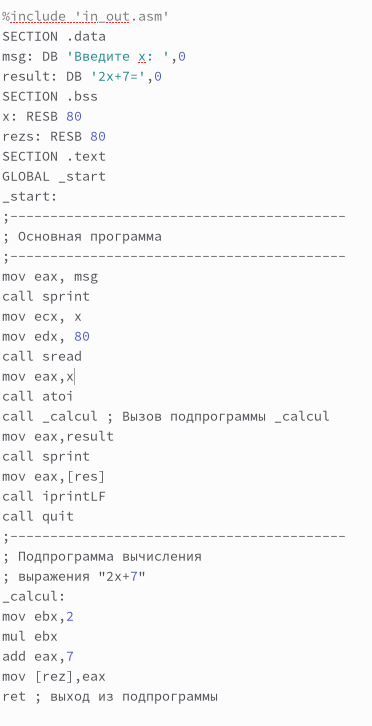 %include 'in_out.asm'
SECTION .data
msg: DB 'Введите x: ',0
result: DB '2x+7=',0
SECTION .bss
x: RESB 80
rezs: RESB 80
SECTION .text
GLOBAL _start
_start:
;------------------------------------------
; Основная программа
;------------------------------------------
mov eax, msg
call sprint
mov ecx, x
mov edx, 80
call sread
mov eax,x
call atoi
call _calcul ; Вызов подпрограммы _calcul
mov eax,result
call sprint
mov eax,[res]
call iprintLF
call quit
;------------------------------------------
; Подпрограмма вычисления
; выражения "2x+7"
_calcul:
mov ebx,2
mul ebx
add eax,7
mov [rez],eax
ret ; выход из подпрограммы